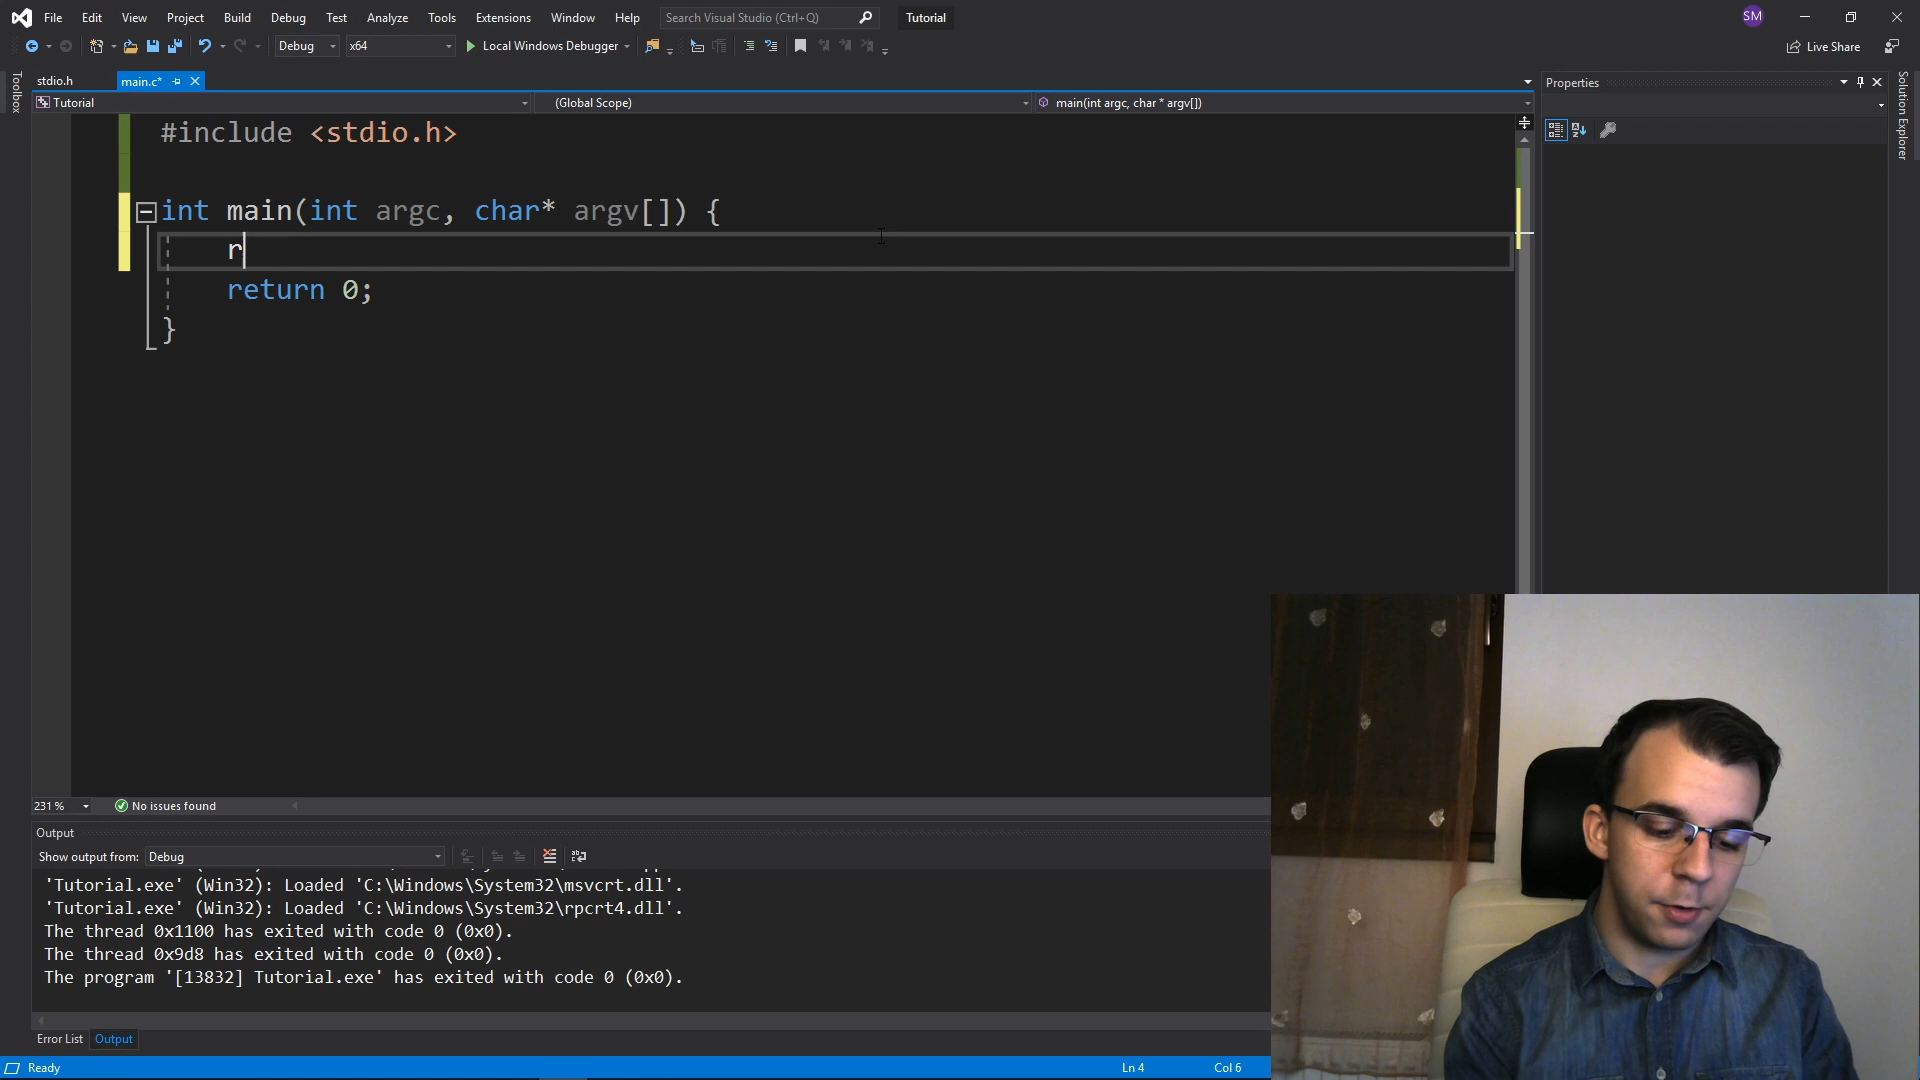 File Edit View Project Build Debug Test Analyze Tools Extensions Window Help Search Visual Studio (Ctrl+Q) Tutorial SM
Debug x64 Local Windows Debugger Live Share
Toolbox
stdio.h main.c*
Tutorial (Global Scope) main(int argc, char * argv[])
#include <stdio.h>
int main(int argc, char* argv[]) {
r
return 0;
}
231 % No issues found
Output
Show output from: Debug
'Tutorial.exe' (Win32): Loaded 'C:\Windows\System32\msvcrt.dll'.
'Tutorial.exe' (Win32): Loaded 'C:\Windows\System32\rpcrt4.dll'.
The thread 0x1100 has exited with code 0 (0x0).
The thread 0x9d8 has exited with code 0 (0x0).
The program '[13832] Tutorial.exe' has exited with code 0 (0x0).
Error List Output
Ready Ln 4 Col 6
Properties
Solution Explorer